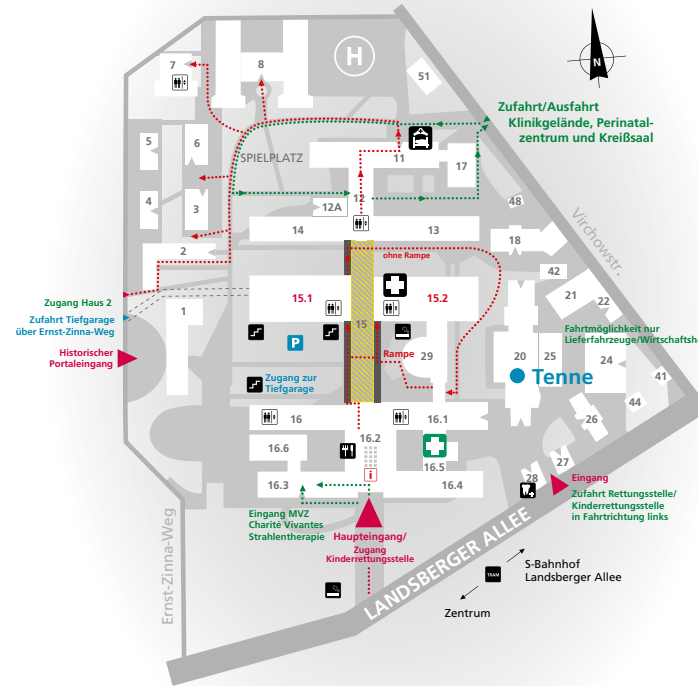 7
8
H
51
N
Zufahrt/Ausfahrt
Klinikgelände, Perinatal-
zentrum und Kreißsaal
5
6
SPIELPLATZ
11
17
4
3
12
12A
48
Virchowstr.
14
13
18
2
ohne Rampe
42
Zugang Haus 2
Zufahrt Tiefgarage
über Ernst-Zinna-Weg
15.1
15.2
21
22
1
15
Fahrtmöglichkeit nur
Lieferfahrzeuge/Wirtschaftsh
Historischer
Portaleingang
P
Rampe
29
20
25
24
Tenne
Zugang zur
Tiefgarage
41
44
16
16.1
26
16.2
16.6
16.5
27
i
16.3
16.4
28
Eingang
Zufahrt Rettungsstelle/
Kinderrettungsstelle
in Fahrtrichtung links
Eingang MVZ
Charité Vivantes
Strahlentherapie
Haupteingang/
Zugang
Kinderrettungsstelle
Ernst-Zinna-Weg
LANDSBERGER ALLEE
TRAM
S-Bahnhof
Landsberger Allee
Zentrum